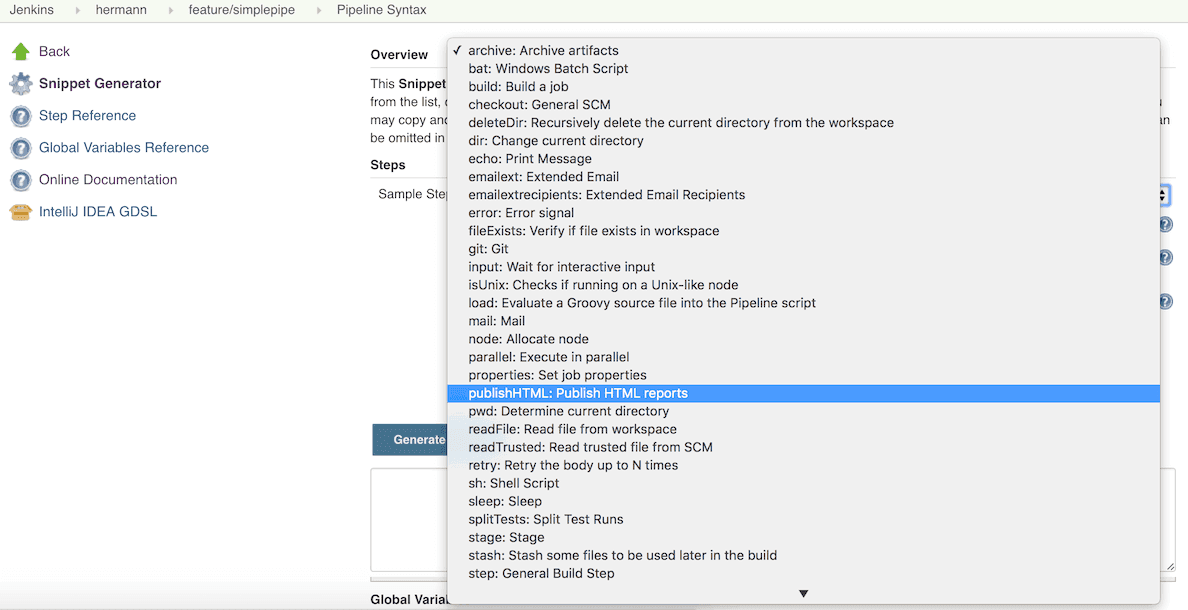 Jenkins hermann feature/simplepipe Pipeline Syntax
Back
Snippet Generator
Step Reference
Global Variables Reference
Online Documentation
IntelliJ IDEA GDSL
Overview
This Snippet
from the list,
may copy an
be omitted in
Steps
Sample Ste
✓ archive: Archive artifacts
bat: Windows Batch Script
build: Build a job
checkout: General SCM
deleteDir: Recursively delete the current directory from the workspace
dir: Change current directory
echo: Print Message
emailext: Extended Email
emailextrecipients: Extended Email Recipients
error: Error signal
fileExists: Verify if file exists in workspace
git: Git
input: Wait for interactive input
isUnix: Checks if running on a Unix-like node
load: Evaluate a Groovy source file into the Pipeline script
mail: Mail
node: Allocate node
parallel: Execute in parallel
properties: Set job properties
publishHTML: Publish HTML reports
pwd: Determine current directory
readFile: Read file from workspace
readTrusted: Read trusted file from SCM
retry: Retry the body up to N times
sh: Shell Script
sleep: Sleep
splitTests: Split Test Runs
stage: Stage
stash: Stash some files to be used later in the build
step: General Build Step
Generate
Global Varia